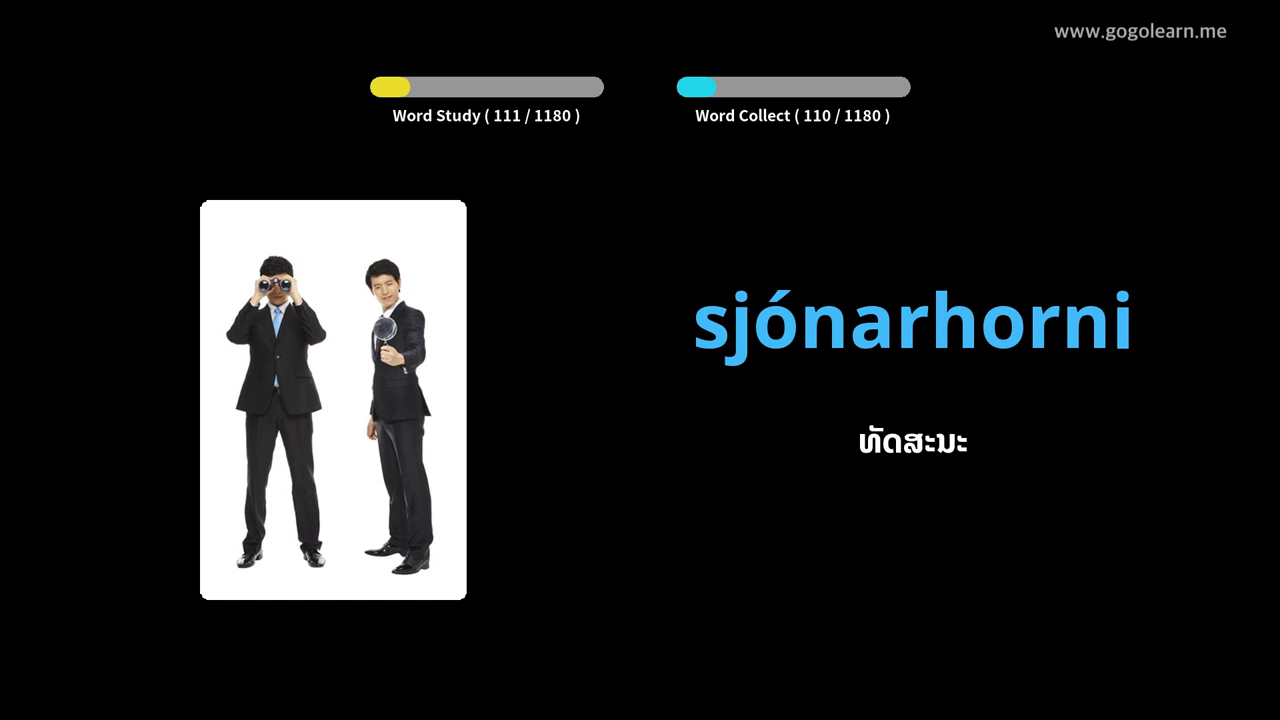 www.gogolearn.me
Word Study ( 111 / 1180 )
Word Collect ( 110 / 1180 )
sjónarhorni
ທັດສະນະ